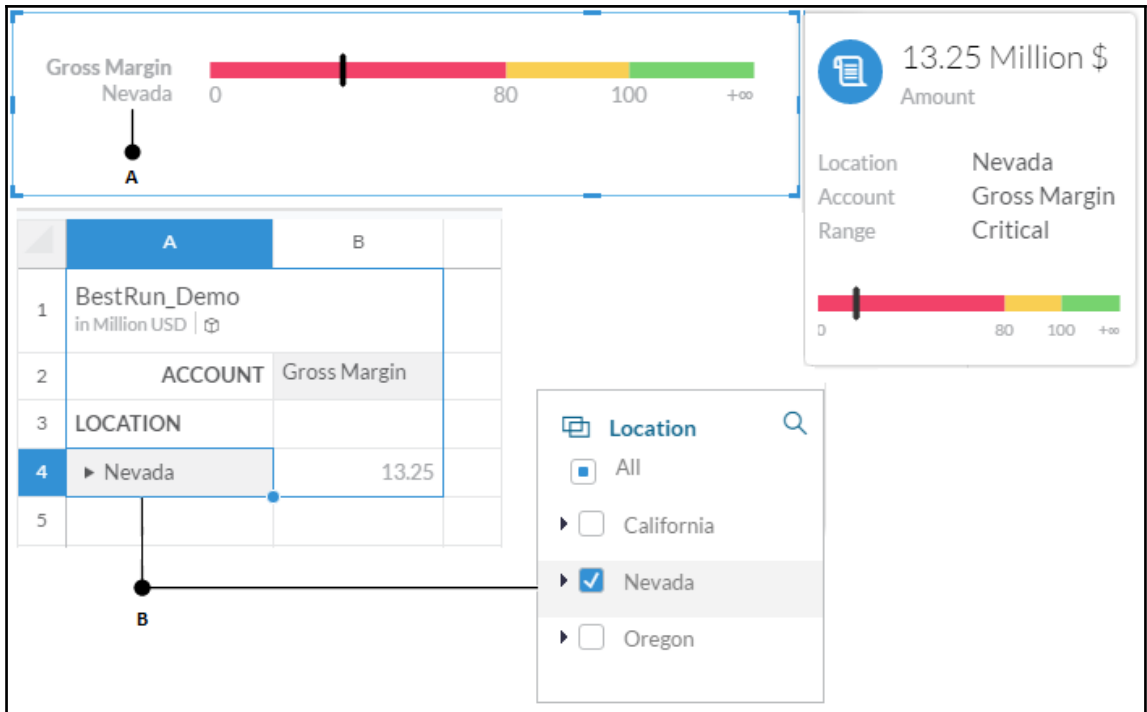 Gross Margin
Nevada
0 80 100 +∞
A
13.25 Million $
Amount
Location Nevada
Account Gross Margin
Range Critical
0 80 100 +∞
A B
1 BestRun_Demo
in Million USD
2 ACCOUNT Gross Margin
3 LOCATION
4 Nevada 13.25
5
B
Location
All
California
Nevada
Oregon